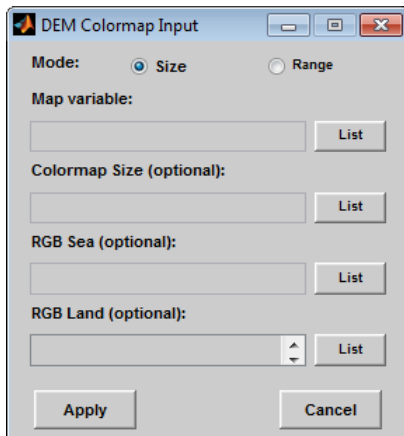 DEM Colormap Input
Mode: Size Range
Map variable:
List
Colormap Size (optional):
List
RGB Sea (optional):
List
RGB Land (optional):
List
Apply Cancel